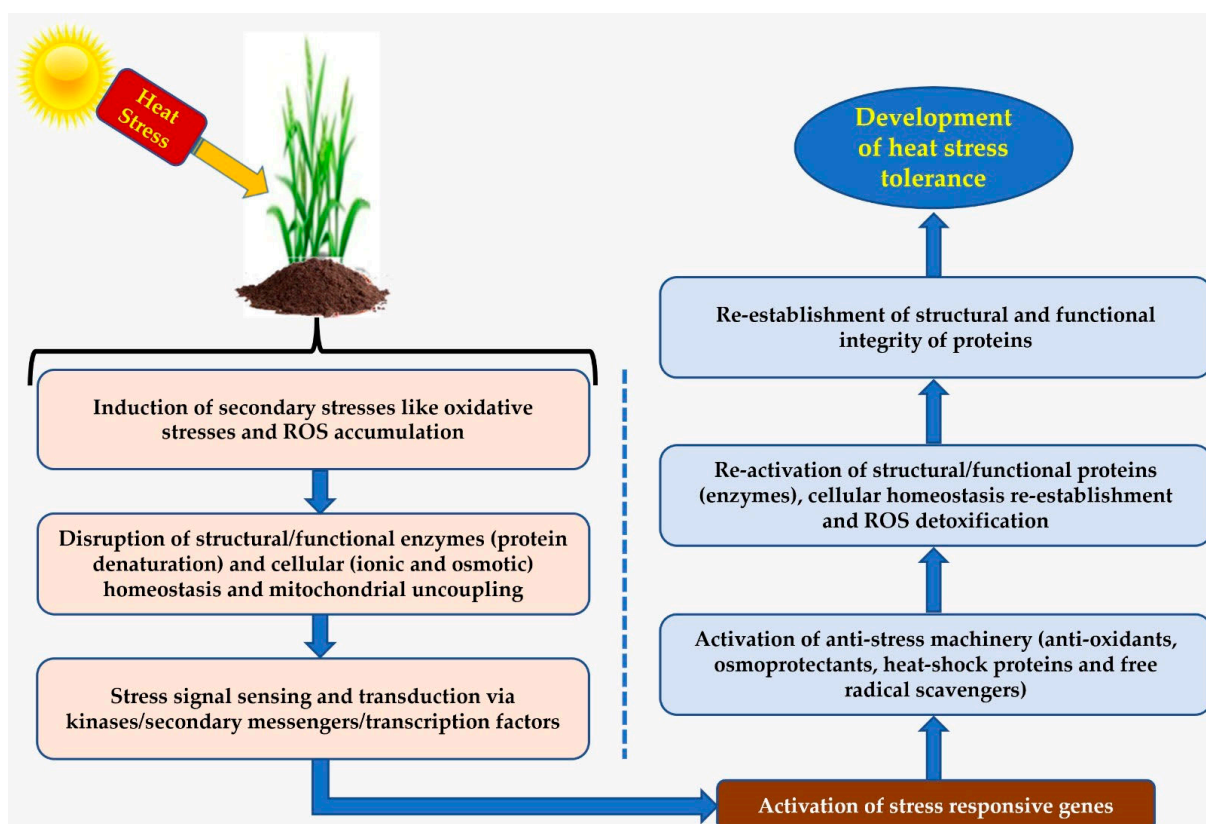 Heat
Stress
Induction of secondary stresses like oxidative
stresses and ROS accumulation
Disruption of structural/functional enzymes (protein
denaturation) and cellular (ionic and osmotic)
homeostasis and mitochondrial uncoupling
Stress signal sensing and transduction via
kinases/secondary messengers/transcription factors
Activation of stress responsive genes
Activation of anti-stress machinery (anti-oxidants,
osmoprotectants, heat-shock proteins and free
radical scavengers)
Re-activation of structural/functional proteins
(enzymes), cellular homeostasis re-establishment
and ROS detoxification
Re-establishment of structural and functional
integrity of proteins
Development
of heat stress
tolerance